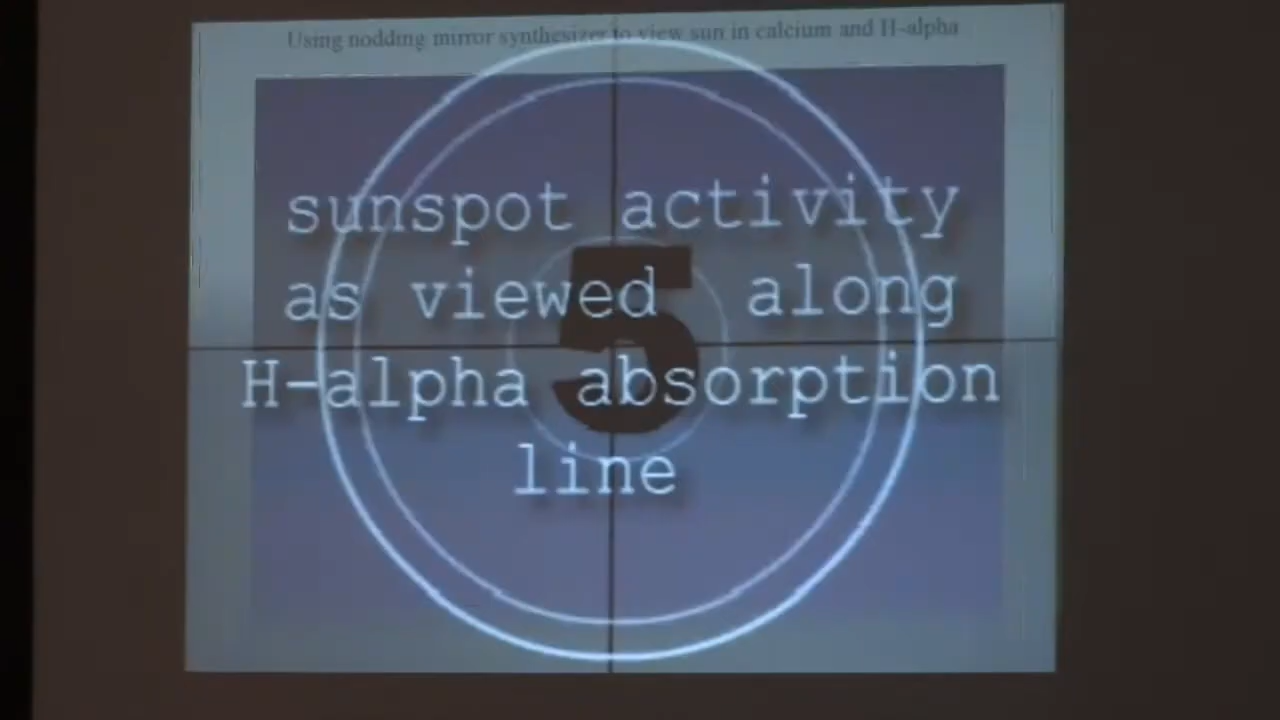 Using nodding mirror synthesizer to view sun in calcium and H-alpha
sunspot activity
as viewed along
5
H-alpha absorption
line